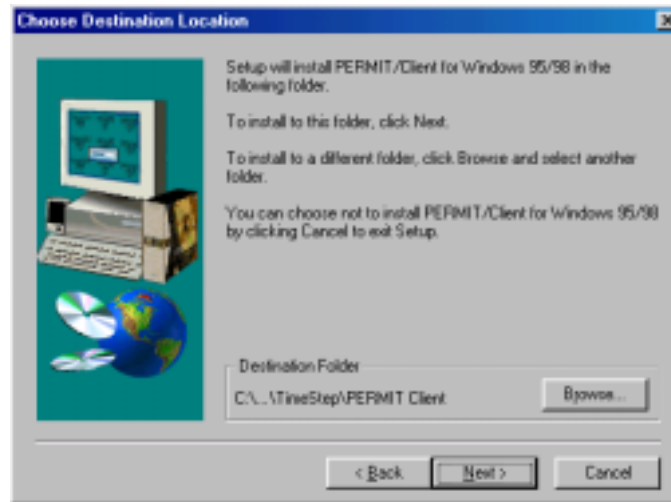 Choose Destination Location
Setup will install PERMIT/Client for Windows 95/98 in the
following folder.
To install to this folder, click Next.
To install to a different folder, click Browse and select another
folder.
You can choose not to install PERMIT/Client for Windows 95/98
by clicking Cancel to exit Setup.
Destination Folder
C:\...\TimeStep\PERMIT Client
Browse...
< Back
Next >
Cancel